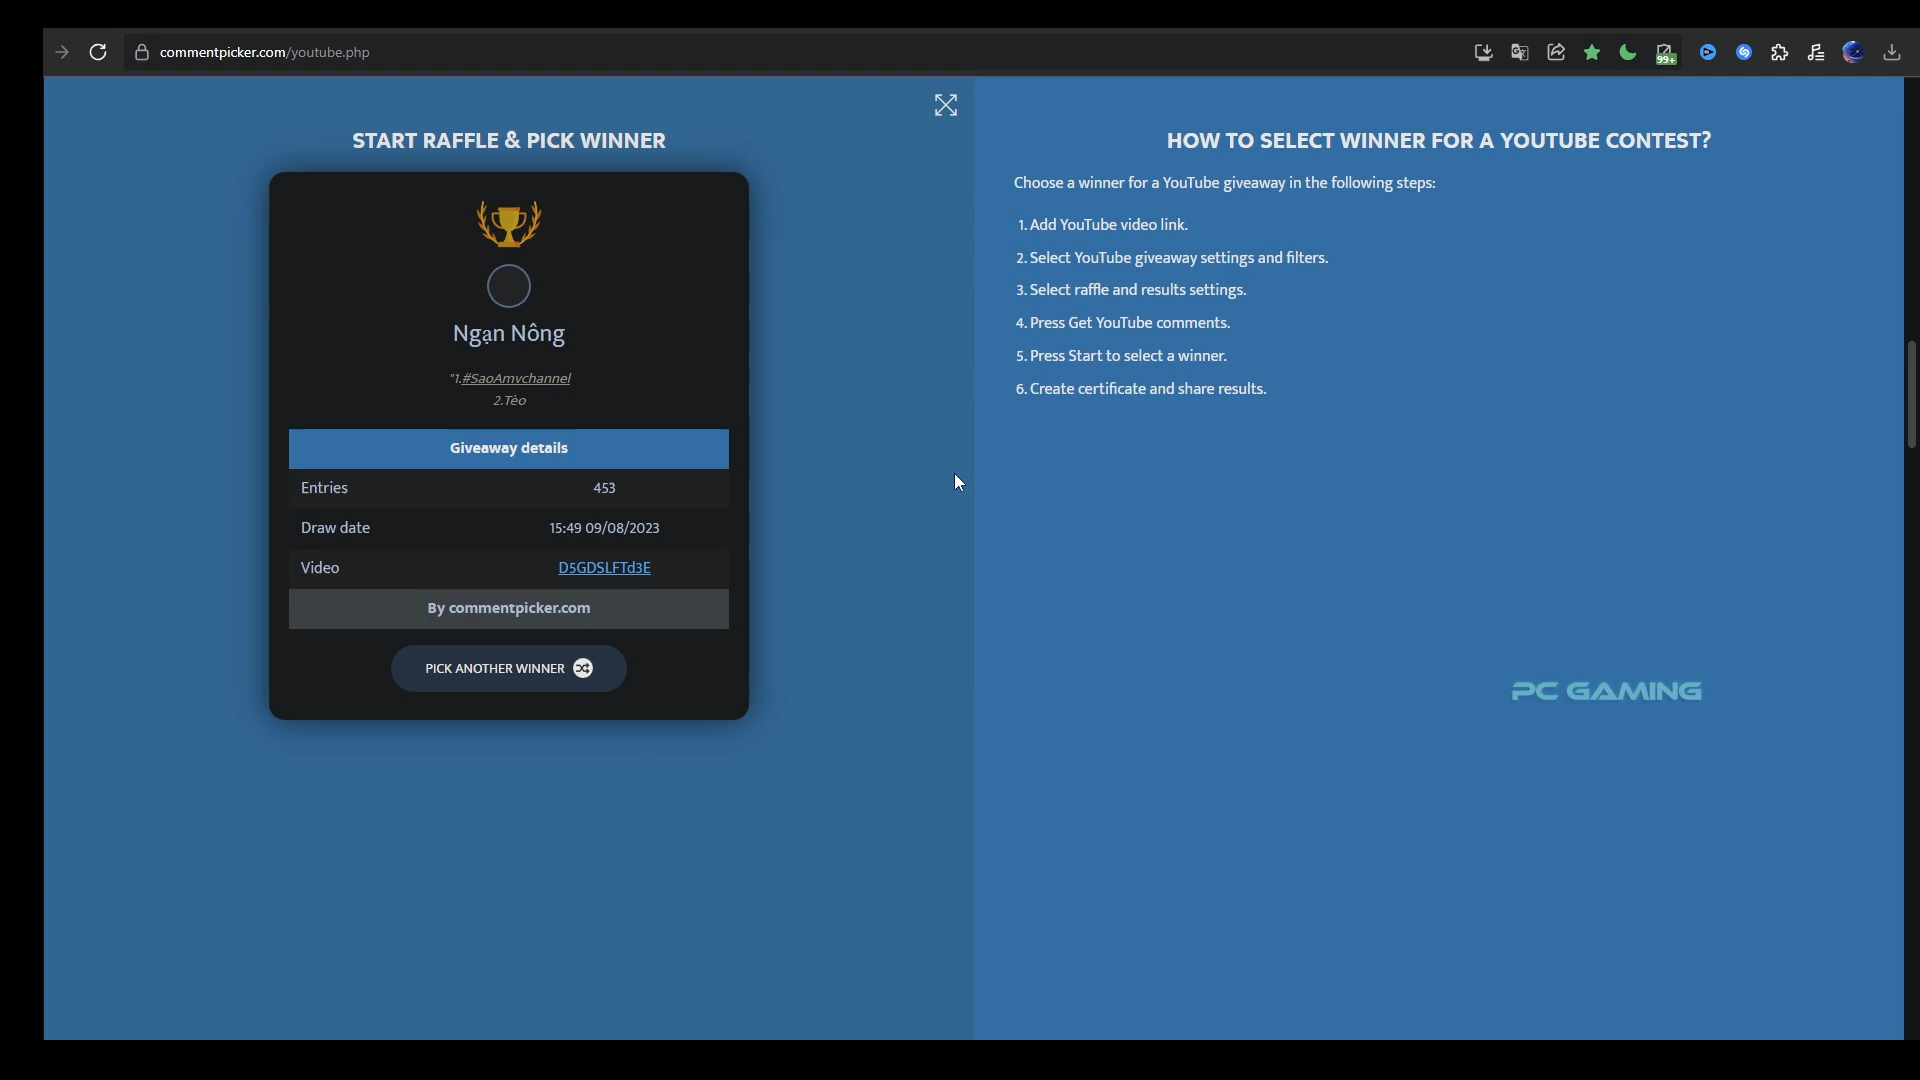 commentpicker.com/youtube.php
99+
START RAFFLE & PICK WINNER
Ngạn Nông
"1.#SaoAmvchannel
2.Tèo
Giveaway details
Entries 453
Draw date 15:49 09/08/2023
Video D5GDSLFTd3E
By commentpicker.com
PICK ANOTHER WINNER
HOW TO SELECT WINNER FOR A YOUTUBE CONTEST?
Choose a winner for a YouTube giveaway in the following steps:
1. Add YouTube video link.
2. Select YouTube giveaway settings and filters.
3. Select raffle and results settings.
4. Press Get YouTube comments.
5. Press Start to select a winner.
6. Create certificate and share results.
PC GAMING